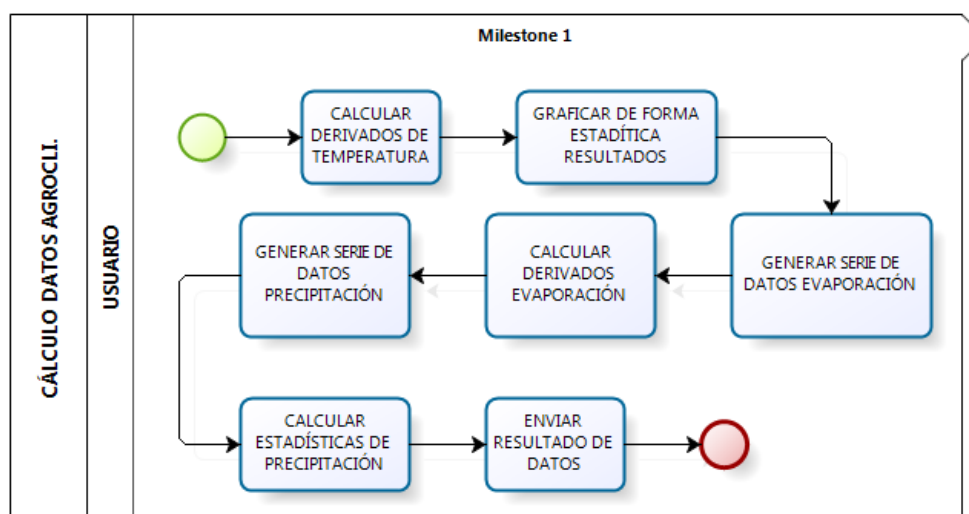 CÁLCULO DATOS AGROCLI.
USUARIO
Milestone 1
CALCULAR
DERIVADOS DE
TEMPERATURA
GRAFICAR DE FORMA
ESTADÍTICA
RESULTADOS
GENERAR SERIE DE
DATOS EVAPORACIÓN
CALCULAR
DERIVADOS
EVAPORACIÓN
GENERAR SERIE DE
DATOS
PRECIPITACIÓN
CALCULAR
ESTADÍSTICAS DE
PRECIPITACIÓN
ENVIAR
RESULTADO DE
DATOS